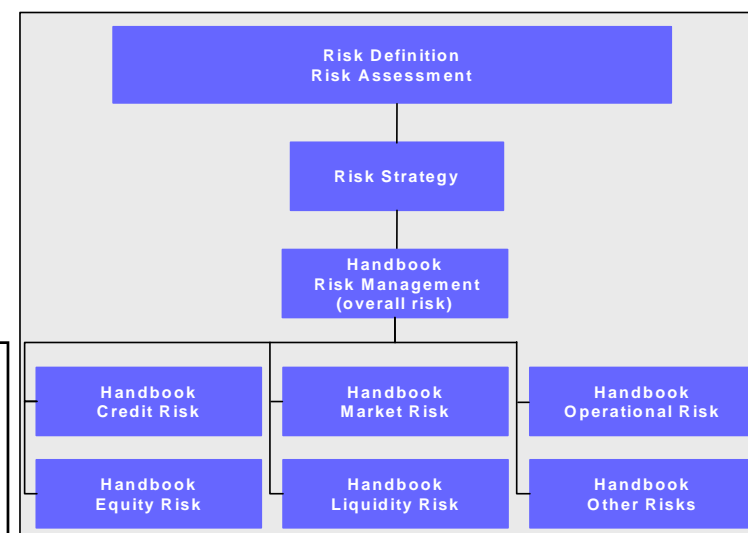 Risk Definition
Risk Assessment
Risk Strategy
Handbook
Risk Management
(overall risk)
Handbook
Credit Risk
Handbook
Market Risk
Handbook
Operational Risk
Handbook
Equity Risk
Handbook
Liquidity Risk
Handbook
Other Risks